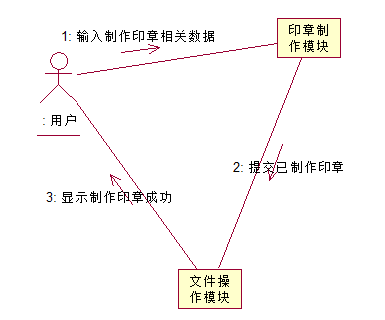 1: 输入制作印章相关数据
印章制
作模块
: 用户
2: 提交已制作印章
3: 显示制作印章成功
文件操
作模块